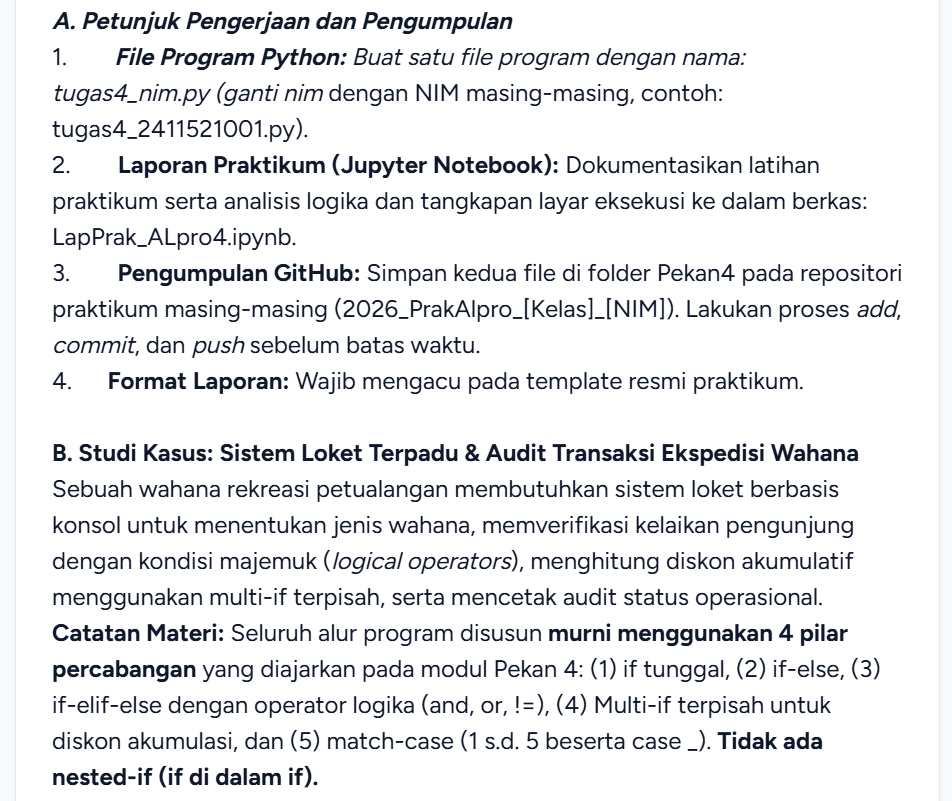 A. Petunjuk Pengerjaan dan Pengumpulan
1. File Program Python: Buat satu file program dengan nama:
tugas4_nim.py (ganti nim dengan NIM masing-masing, contoh:
tugas4_2411521001.py).
2. Laporan Praktikum (Jupyter Notebook): Dokumentasikan latihan
praktikum serta analisis logika dan tangkapan layar eksekusi ke dalam berkas:
LapPrak_ALpro4.ipynb.
3. Pengumpulan GitHub: Simpan kedua file di folder Pekan4 pada repositori
praktikum masing-masing (2026_PrakAlpro_[Kelas]_[NIM]). Lakukan proses add,
commit, dan push sebelum batas waktu.
4. Format Laporan: Wajib mengacu pada template resmi praktikum.
B. Studi Kasus: Sistem Loket Terpadu & Audit Transaksi Ekspedisi Wahana
Sebuah wahana rekreasi petualangan membutuhkan sistem loket berbasis
konsol untuk menentukan jenis wahana, memverifikasi kelaikan pengunjung
dengan kondisi majemuk (logical operators), menghitung diskon akumulatif
menggunakan multi-if terpisah, serta mencetak audit status operasional.
Catatan Materi: Seluruh alur program disusun murni menggunakan 4 pilar
percabangan yang diajarkan pada modul Pekan 4: (1) if tunggal, (2) if-else, (3)
if-elif-else dengan operator logika (and, or, !=), (4) Multi-if terpisah untuk
diskon akumulasi, dan (5) match-case (1 s.d. 5 beserta case _). Tidak ada
nested-if (if di dalam if).